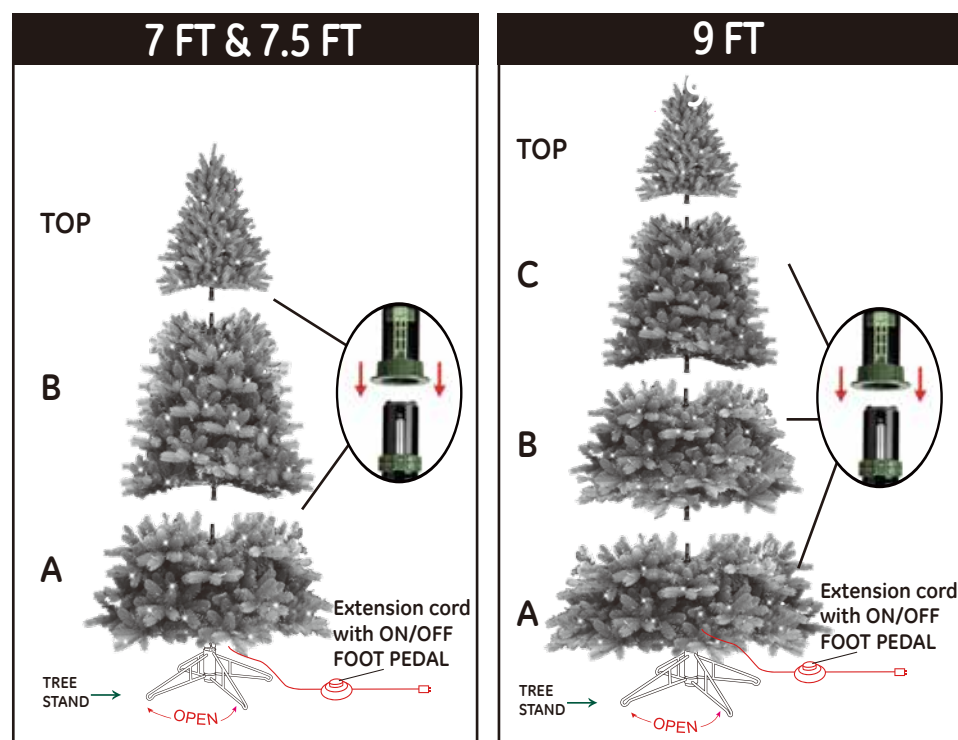 7 FT & 7.5 FT
TOP
B
A
Extension cord
with ON/OFF
FOOT PEDAL
TREE
STAND
OPEN
9 FT
TOP
C
B
A
Extension cord
with ON/OFF
FOOT PEDAL
TREE
STAND
OPEN